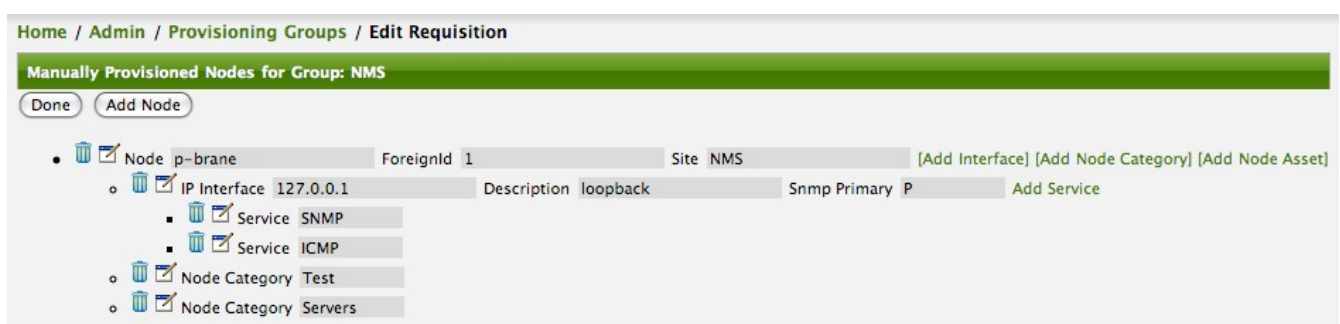 Home / Admin / Provisioning Groups / Edit Requisition
Manually Provisioned Nodes for Group: NMS
Done Add Node
Node p-brane ForeignId 1 Site NMS [Add Interface] [Add Node Category] [Add Node Asset]
IP Interface 127.0.0.1 Description loopback Snmp Primary P Add Service
Service SNMP
Service ICMP
Node Category Test
Node Category Servers